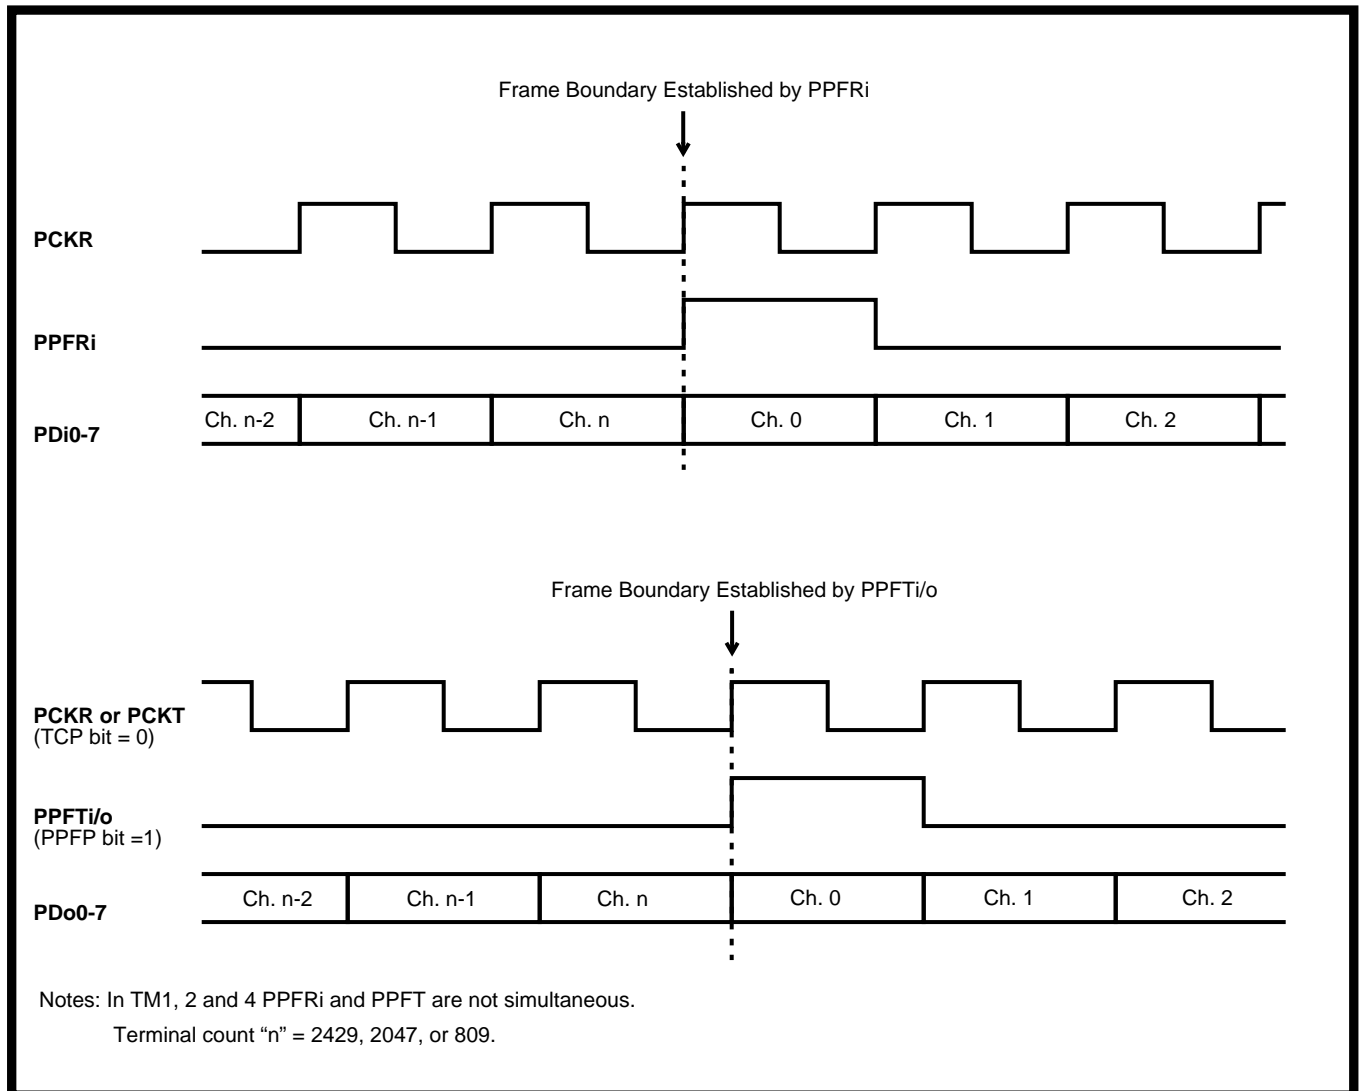 Frame Boundary Established by PPFRi
PCKR
PPFRi
PDi0-7
Ch. n-2 Ch. n-1 Ch. n Ch. 0 Ch. 1 Ch. 2
Frame Boundary Established by PPFTi/o
PCKR or PCKT
(TCP bit = 0)
PPFTi/o
(PPFP bit =1)
PDo0-7
Ch. n-2 Ch. n-1 Ch. n Ch. 0 Ch. 1 Ch. 2
Notes: In TM1, 2 and 4 PPFRi and PPFT are not simultaneous.
Terminal count “n” = 2429, 2047, or 809.